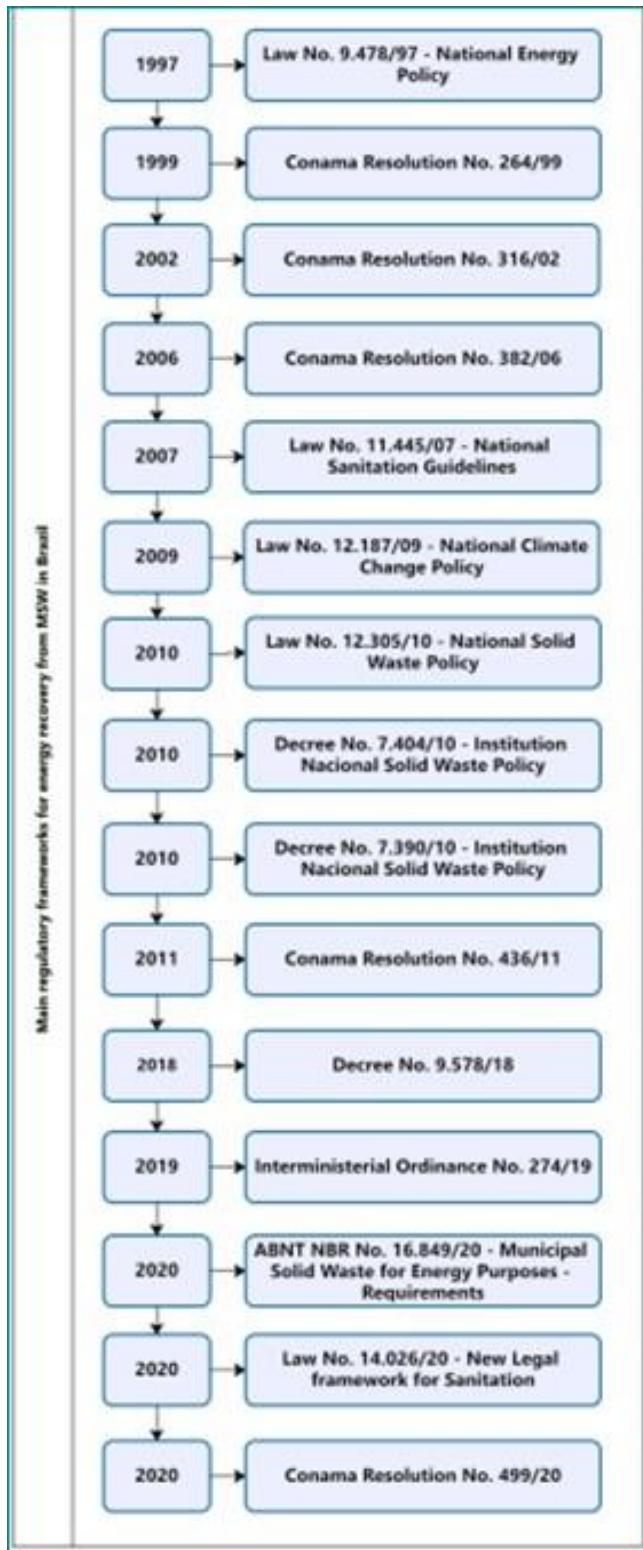 Main regulatory frameworks for energy recovery from MSW in Brazil
1997
Law No. 9.478/97 - National Energy
Policy
1999
Conama Resolution No. 264/99
2002
Conama Resolution No. 316/02
2006
Conama Resolution No. 382/06
2007
Law No. 11.445/07 - National
Sanitation Guidelines
2009
Law No. 12.187/09 - National Climate
Change Policy
2010
Law No. 12.305/10 - National Solid
Waste Policy
2010
Decree No. 7.404/10 - Institution
Nacional Solid Waste Policy
2010
Decree No. 7.390/10 - Institution
Nacional Solid Waste Policy
2011
Conama Resolution No. 436/11
2018
Decree No. 9.578/18
2019
Interministerial Ordinance No. 274/19
2020
ABNT NBR No. 16.849/20 - Municipal
Solid Waste for Energy Purposes -
Requirements
2020
Law No. 14.026/20 - New Legal
framework for Sanitation
2020
Conama Resolution No. 499/20